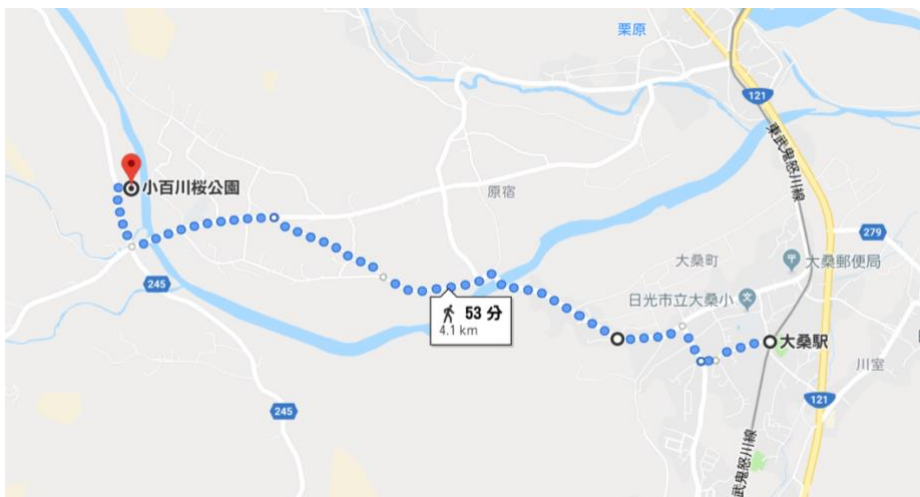 栗原
121
東武鬼怒川線
小百川桜公園
原宿
279
大桑町
大桑郵便局
245
日光市立大桑小
文
53 分
4.1 km
大桑駅
川室
121
245
武鬼怒川線